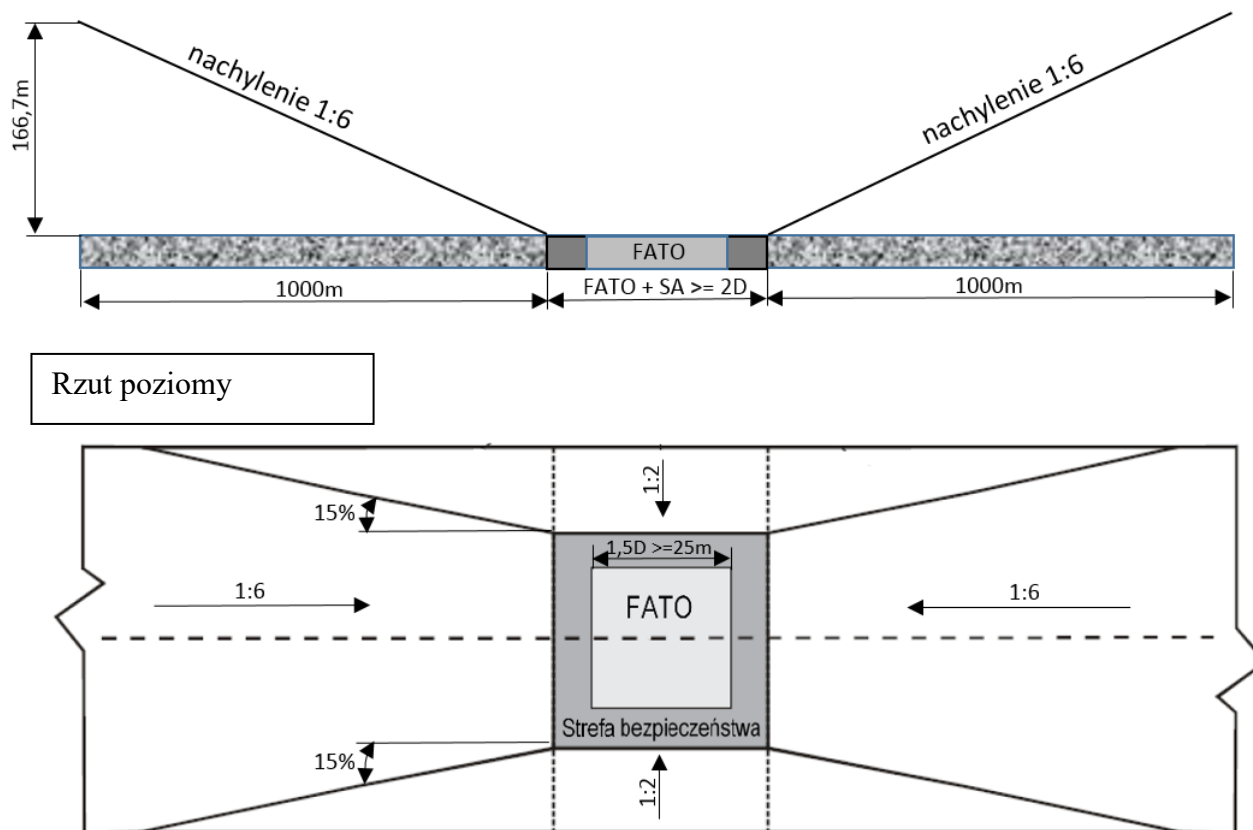 nachylenie 1:6
nachylenie 1:6
166,7m
FATO
1000m
FATO + SA >= 2D
1000m
Rzut poziomy
1:2
15%
1,5D >=25m
1:6
FATO
1:6
Strefa bezpieczeństwa
15%
1:2